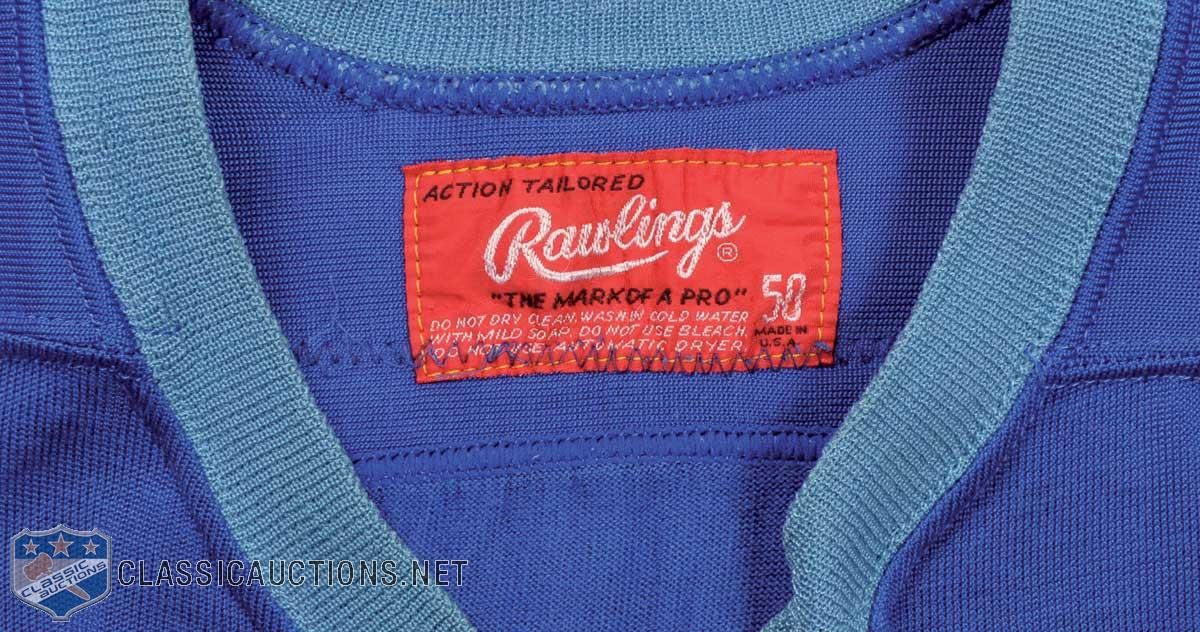 ACTION TAILORED
Rawlings ®
"THE MARK OF A PRO"
50
DO NOT DRY CLEAN. WASH IN COLD WATER
WITH MILD SOAP. DO NOT USE BLEACH.
DO NOT USE AUTOMATIC DRYER.
MADE IN
U.S.A.
CLASSIC
AUCTIONS
CLASSICAUCTIONS.NET